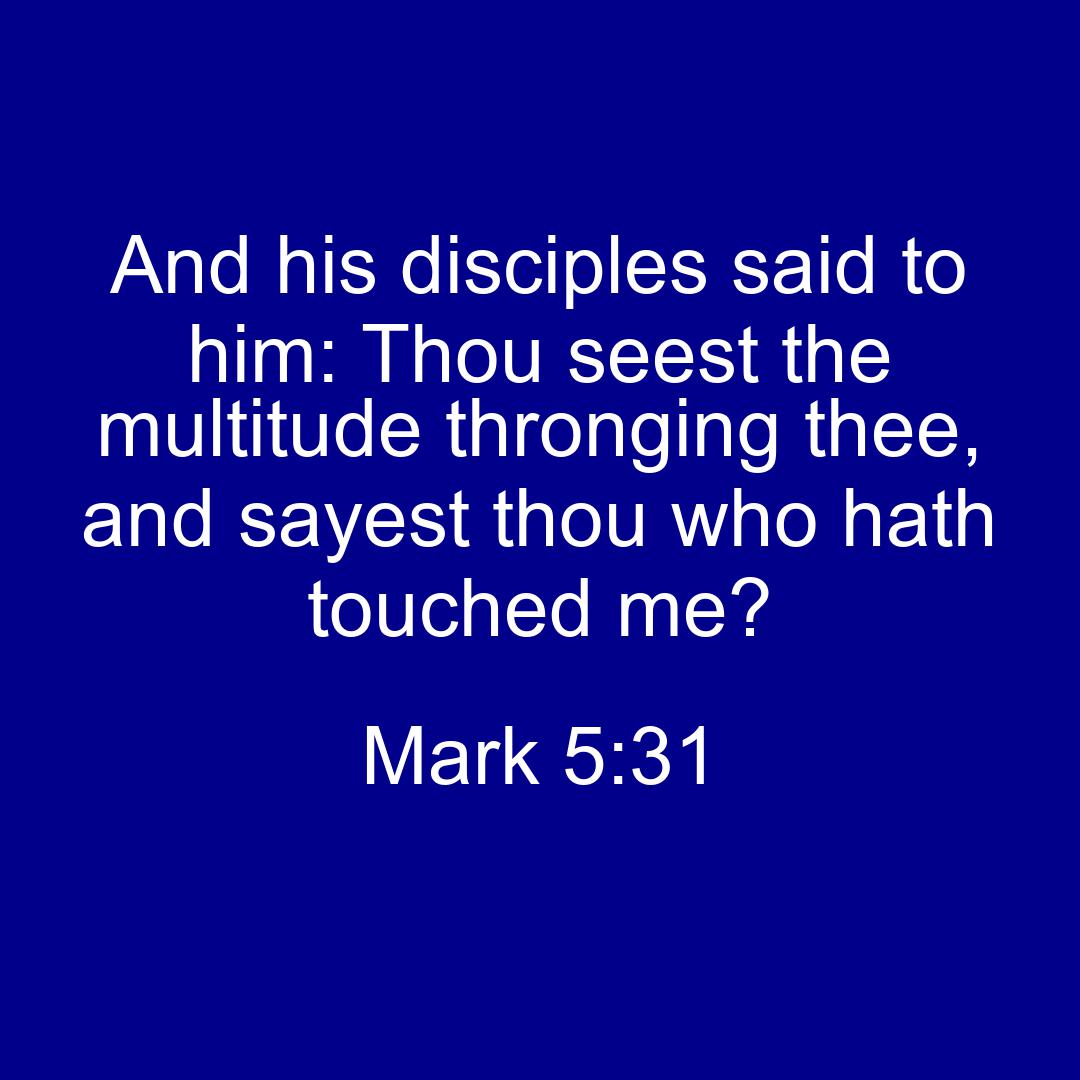 And his disciples said to
him: Thou seest the
multitude thronging thee,
and sayest thou who hath
touched me?
Mark 5:31